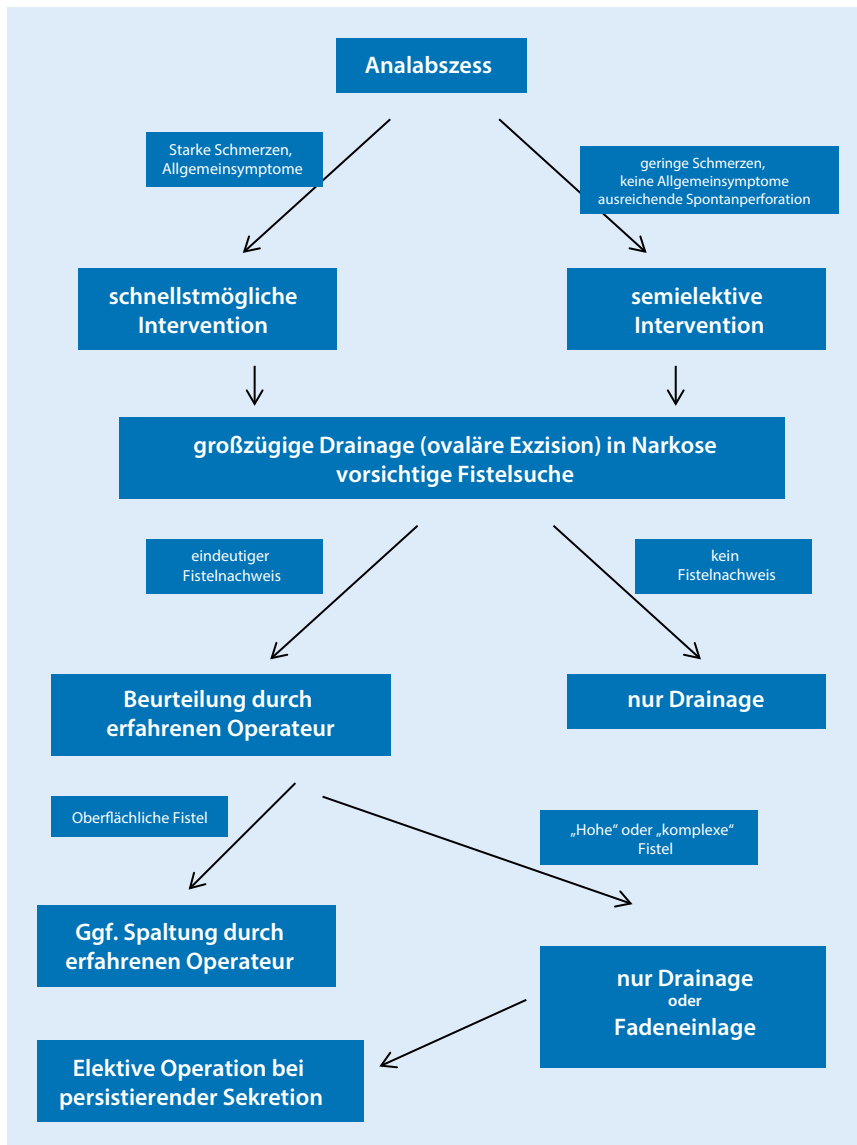 Analabszess
Starke Schmerzen,
Allgemeinsymptome
geringe Schmerzen,
keine Allgemeinsymptome
ausreichende Spontanperforation
schnellstmögliche
Intervention
semielektive
Intervention
großzügige Drainage (ovaläre Exzision) in Narkose
vorsichtige Fistelsuche
eindeutiger
Fistelnachweis
kein
Fistelnachweis
Beurteilung durch
erfahrenen Operateur
nur Drainage
Oberflächliche Fistel
„Hohe“ oder „komplexe“
Fistel
Ggf. Spaltung durch
erfahrenen Operateur
nur Drainage
oder
Fadeneinlage
Elektive Operation bei
persistierender Sekretion